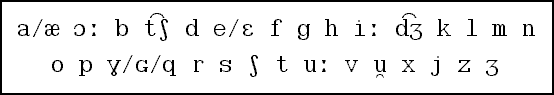 a/æ ɔː b t͡ʃ d e/ɛ f g h iː d͡ʒ k l m n
o p ɣ/ɢ/q r s ʃ t uː v u̯ x j z ʒ